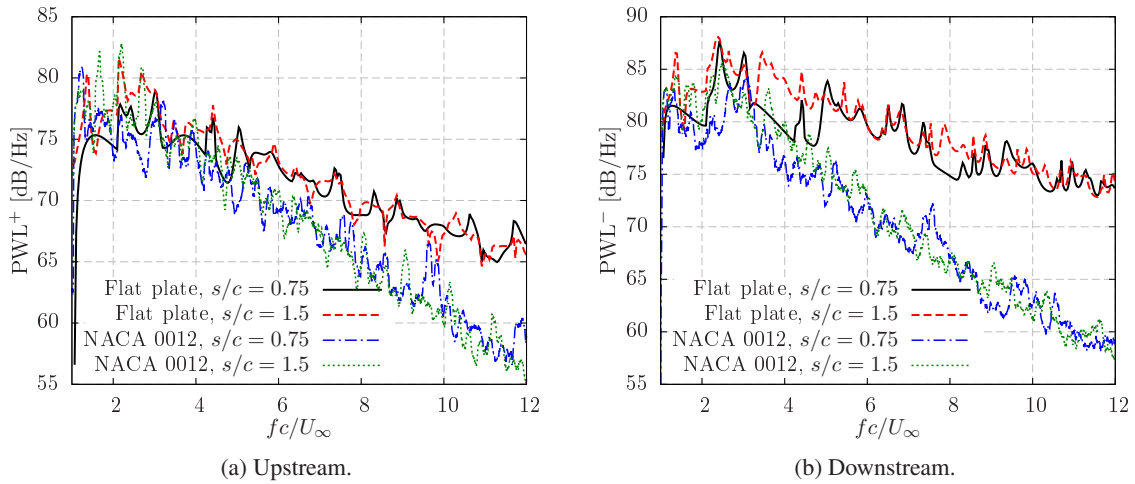 85
80
75
70
65
60
55
PWL⁺ [dB/Hz]
Flat plate, s/c = 0.75
Flat plate, s/c = 1.5
NACA 0012, s/c = 0.75
NACA 0012, s/c = 1.5
2 4 6 8 10 12
fc/U∞
(a) Upstream.
90
85
80
75
70
65
60
55
PWL⁻ [dB/Hz]
Flat plate, s/c = 0.75
Flat plate, s/c = 1.5
NACA 0012, s/c = 0.75
NACA 0012, s/c = 1.5
2 4 6 8 10 12
fc/U∞
(b) Downstream.